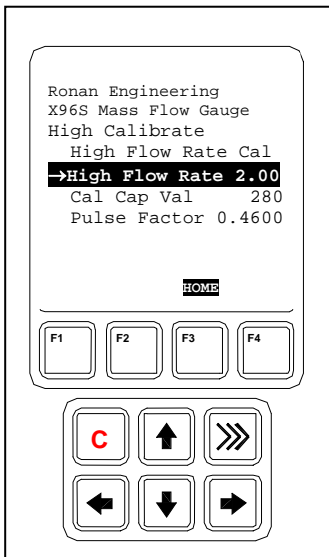 Ronan Engineering
X96S Mass Flow Gauge
High Calibrate
High Flow Rate Cal
→High Flow Rate 2.00
Cal Cap Val 280
Pulse Factor 0.4600
HOME
F1 F2 F3 F4
C